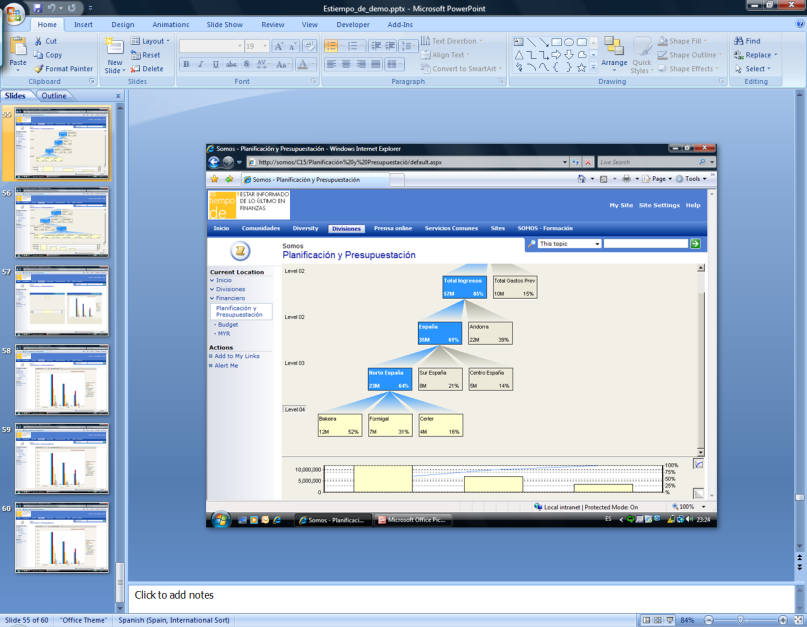 Estiempo_de_demo.pptx - Microsoft PowerPoint
Home Insert Design Animations Slide Show Review View Developer Add-Ins
Paste
Cut
Copy
Format Painter
Clipboard
New Slide
Layout
Reset
Delete
Slides
19
Font
Text Direction
Align Text
Convert to SmartArt
Paragraph
Arrange
Quick Styles
Shape Fill
Shape Outline
Shape Effects
Drawing
Find
Replace
Select
Editing
Slides Outline
55
56
57
58
59
60
Somos - Planificación y Presupuestación - Windows Internet Explorer
http://somos/C15/Planificación%20y%20Presupuestació/default.aspx
Live Search
Somos - Planificación y Presupuestación
Page Tools
es tiempo de
ESTAR INFORMADO DE LO ÚLTIMO EN FINANZAS
My Site Site Settings Help
Inicio Comunidades Diversity Divisiones Prensa online Servicios Comunes Sites SOMOS - Formación
This topic
Somos
Planificación y Presupuestación
Current Location
Inicio
Divisiones
Financiero
Planificación y Presupuestación
Budget
MYR
Actions
Add to My Links
Alert Me
Level 02
Total Ingresos
57M 85%
Total Gastos Prev
10M 15%
Level 02
España
35M 61%
Andorra
22M 39%
Level 03
Norte España
23M 64%
Sur España
8M 21%
Centro España
5M 14%
Level 04
Bakeira
12M 52%
Formigal
7M 31%
Cerler
4M 16%
10,000,000
5,000,000
0
100%
75%
50%
25%
%
Local intranet | Protected Mode: On
100%
Somos - Planificaci...
Microsoft Office Pic...
ES
23:24
Click to add notes
Slide 55 of 60 "Office Theme" Spanish (Spain, International Sort)
84%